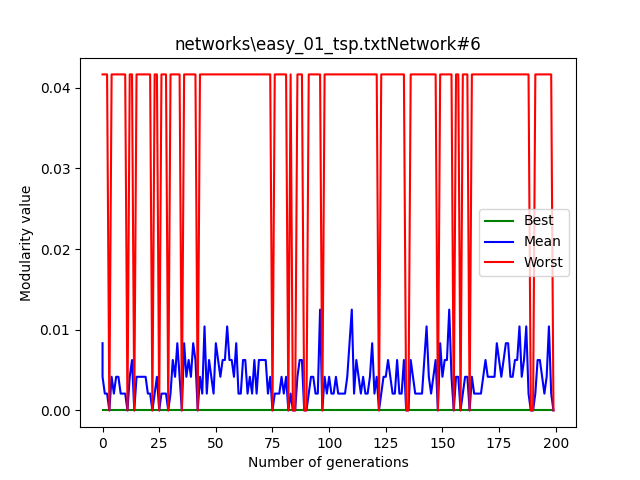 networks\easy_01_tsp.txtNetwork#6
Modularity value
0.04
0.03
0.02
0.01
0.00
Best
Mean
Worst
0 25 50 75 100 125 150 175 200
Number of generations